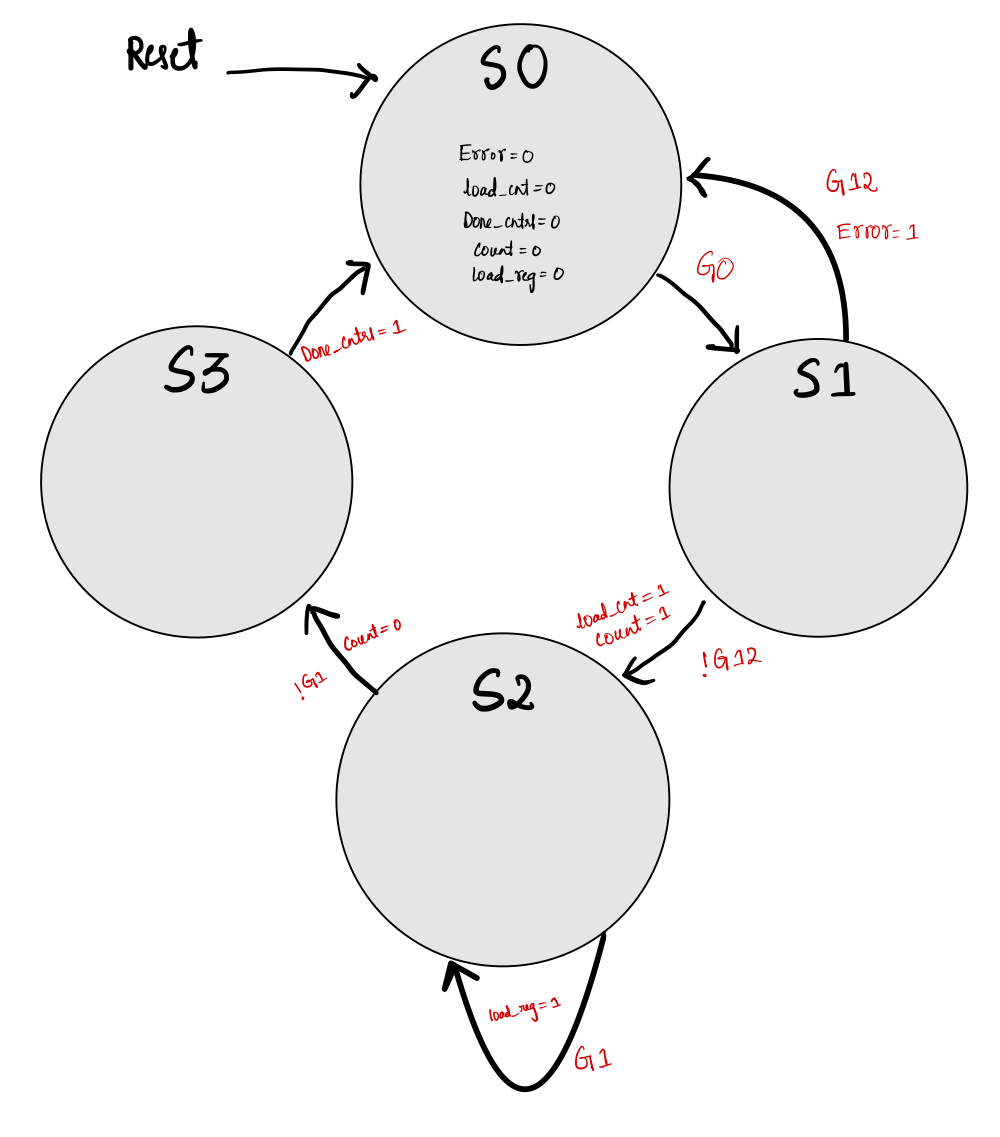 Reset
S0
Error = 0
load_cnt = 0
Done_cntrl = 0
count = 0
load_reg = 0
G12
Error = 1
G0
Done_cntrl = 1
S3
S1
load_cnt = 1
count = 1
!G12
count = 0
!G1
S2
load_reg = 1
G1